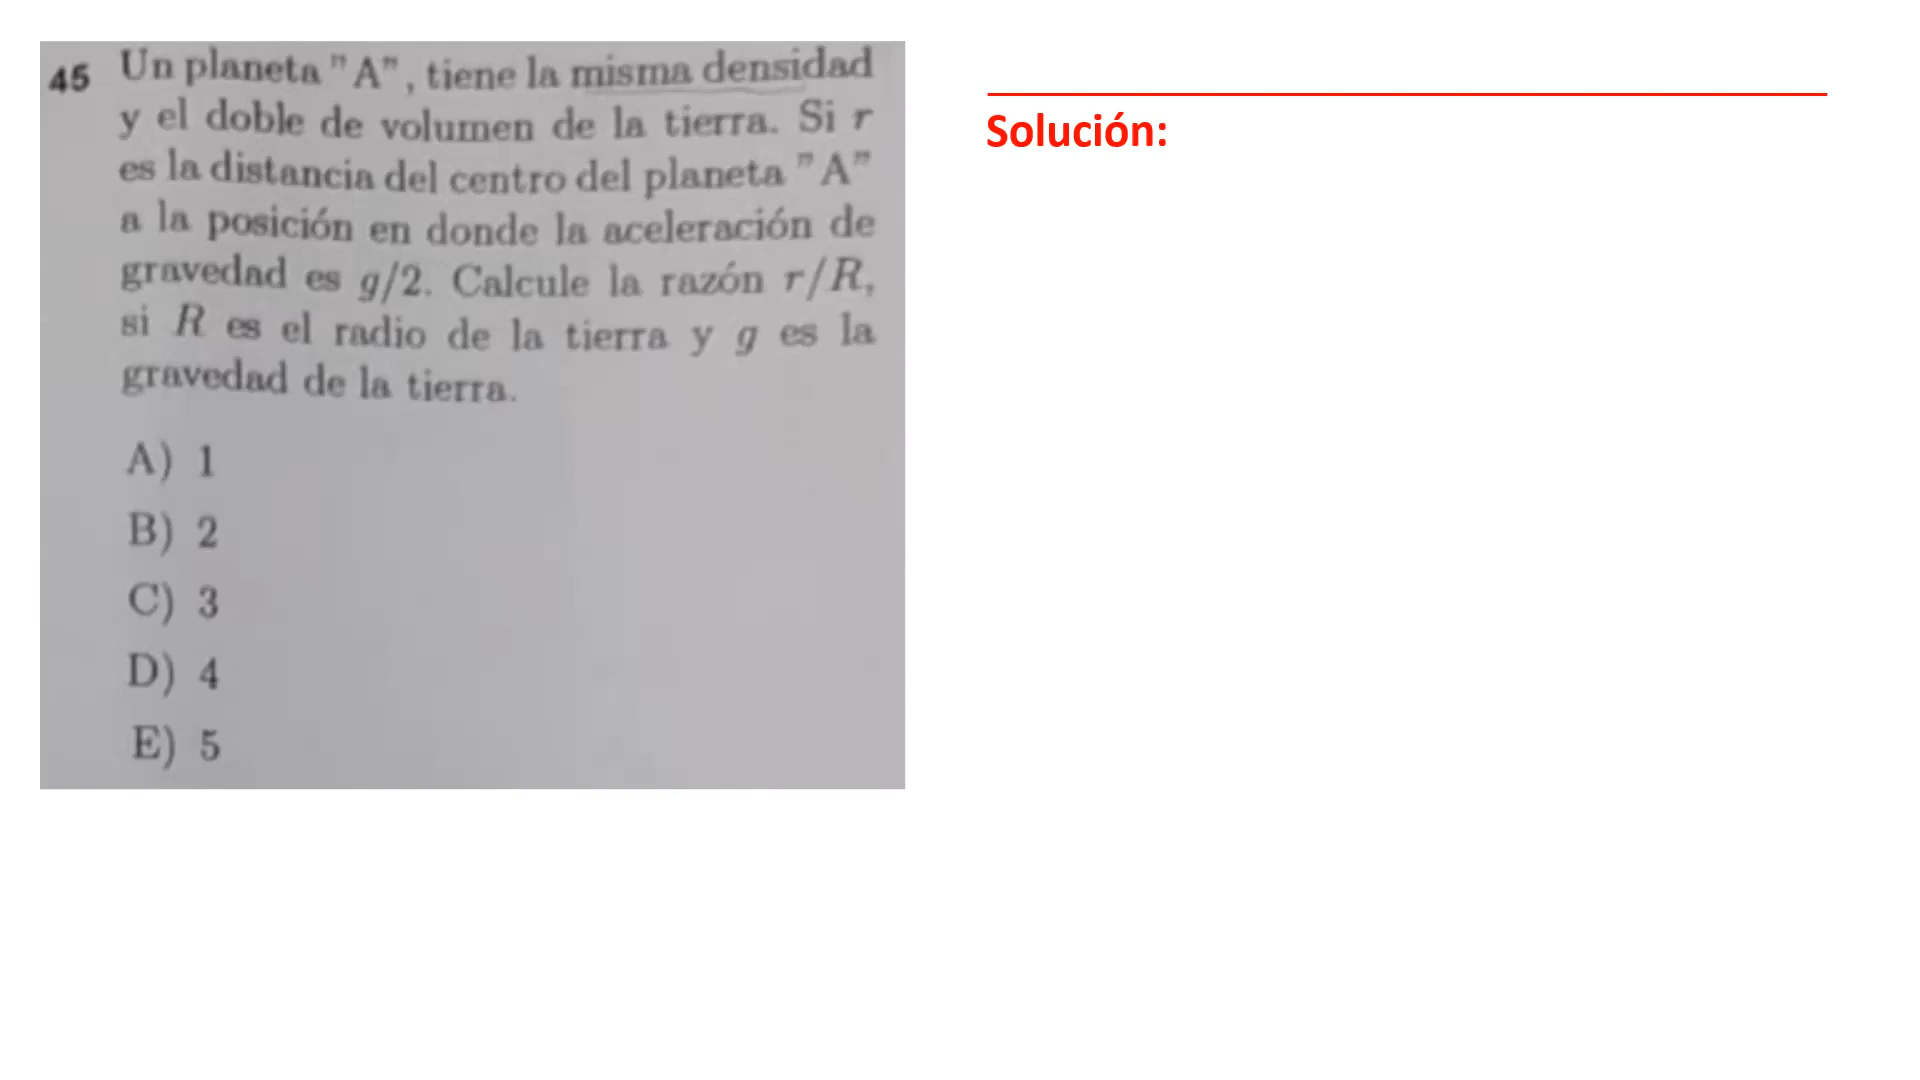 45 Un planeta "A", tiene la misma densidad
y el doble de volumen de la tierra. Si r
es la distancia del centro del planeta "A"
a la posición en donde la aceleración de
gravedad es g/2. Calcule la razón r/R,
si R es el radio de la tierra y g es la
gravedad de la tierra.
A) 1
B) 2
C) 3
D) 4
E) 5
Solución: